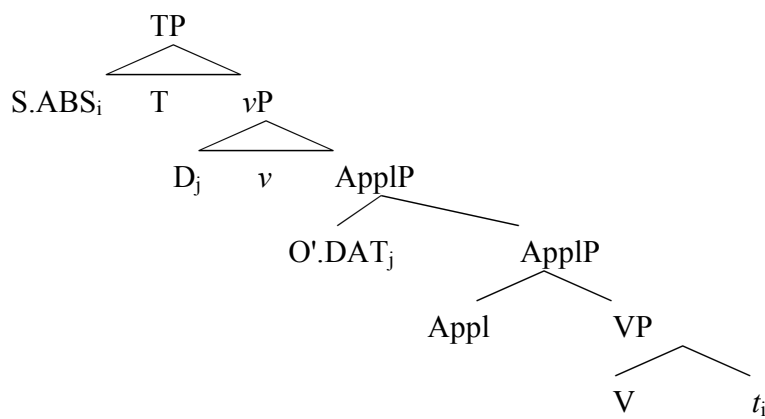 TP
S.ABSi T vP
Dj v ApplP
O'.DATj ApplP
Appl VP
V ti